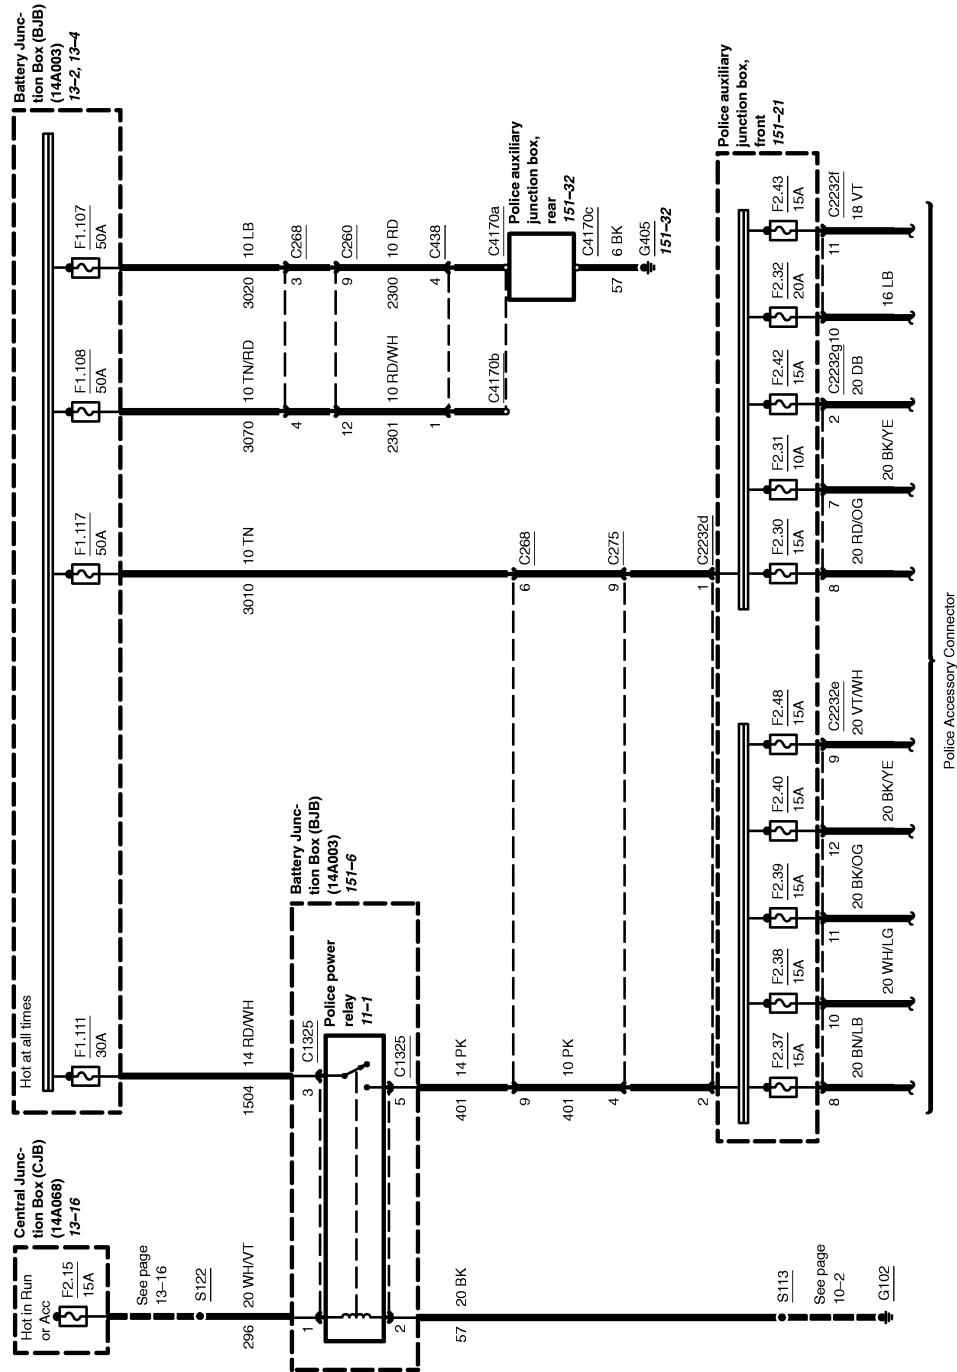 Central Junc-
tion Box (CJB)
(14A068)
13–16
Hot in Run
or Acc
F2.15
15A
See page
13–16
S122
296
20 WH/VT
1
2
57
20 BK
S113
See page
10–2
G102
Battery Junc-
tion Box (BJB)
(14A003)
13–2, 13–4
Hot at all times
F1.111
30A
F1.117
50A
F1.108
50A
F1.107
50A
1504
14 RD/WH
3010
10 TN
3070
10 TN/RD
3020
10 LB
4
3
C268
12
9
C260
2301
10 RD/WH
2300
10 RD
1
4
C438
C4170b
C4170a
Police auxiliary
junction box,
rear
151–32
C4170c
57
6 BK
G405
151–32
Battery Junc-
tion Box (BJB)
(14A003)
151–6
3
C1325
Police power
relay
11–1
5
C1325
401
14 PK
9
6
C268
401
10 PK
4
9
C275
2
1
C2232d
Police auxiliary
junction box,
front
151–21
F2.37
15A
F2.38
15A
F2.39
15A
F2.40
15A
F2.48
15A
F2.30
15A
F2.31
10A
F2.42
15A
F2.32
20A
F2.43
15A
8
10
11
12
9
C2232e
8
7
2
C2232g
10
11
C2232f
20 BN/LB
20 WH/LG
20 BK/OG
20 BK/YE
20 VT/WH
20 RD/OG
20 BK/YE
20 DB
16 LB
18 VT
Police Accessory Connector